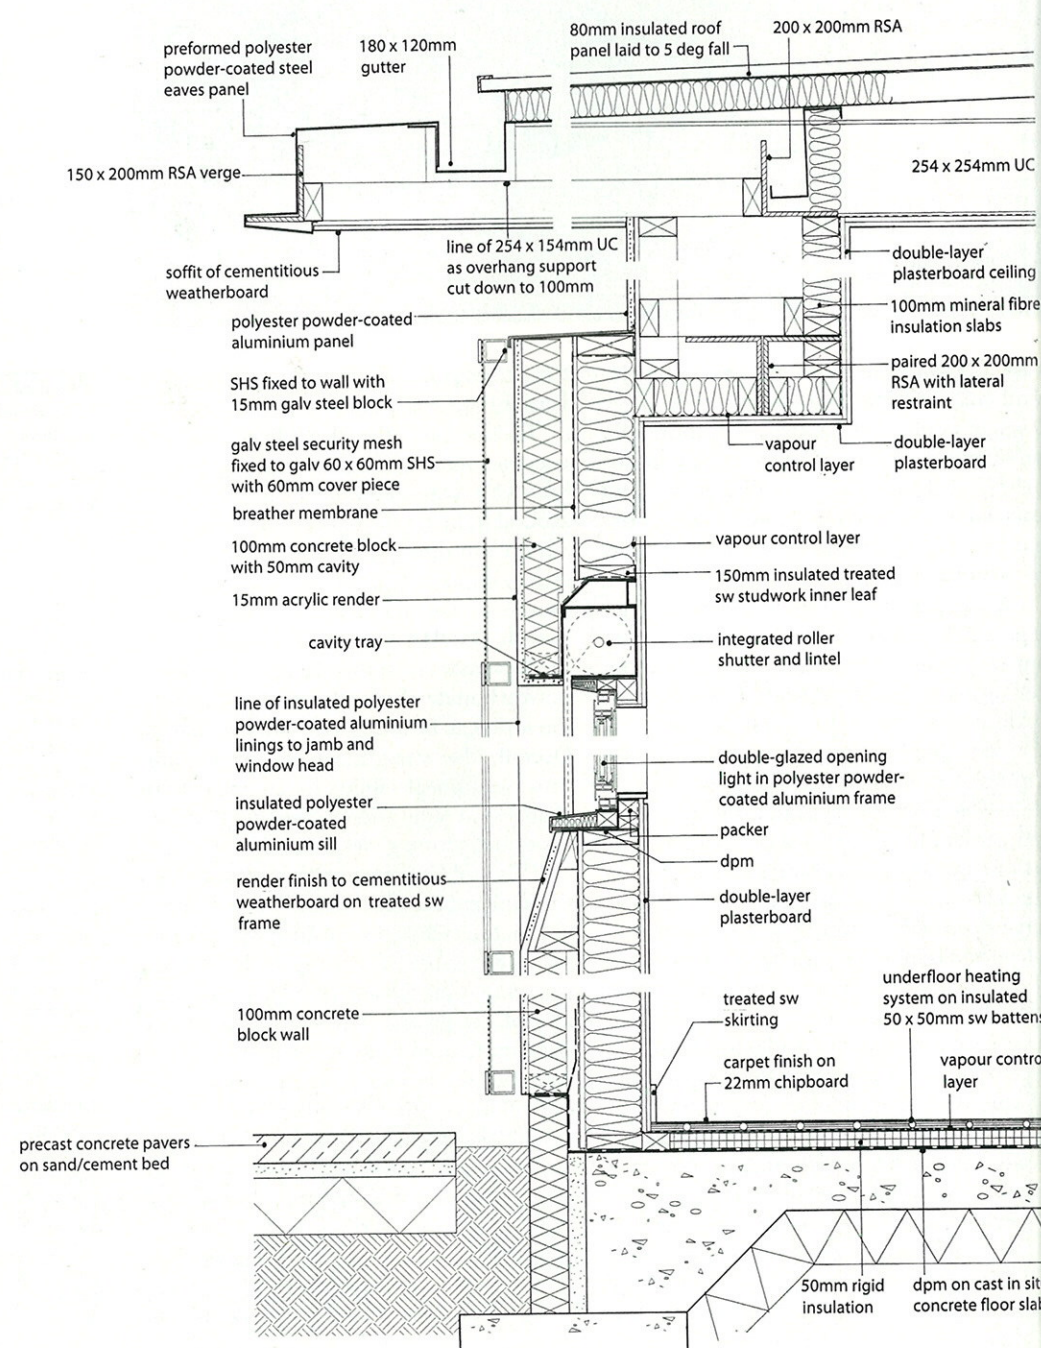 preformed polyester
powder-coated steel
eaves panel
180 x 120mm
gutter
80mm insulated roof
panel laid to 5 deg fall
200 x 200mm RSA
150 x 200mm RSA verge
254 x 254mm UC
soffit of cementitious
weatherboard
line of 254 x 154mm UC
as overhang support
cut down to 100mm
double-layer
plasterboard ceiling
polyester powder-coated
aluminium panel
100mm mineral fibre
insulation slabs
SHS fixed to wall with
15mm galv steel block
paired 200 x 200mm
RSA with lateral
restraint
galv steel security mesh
fixed to galv 60 x 60mm SHS
with 60mm cover piece
vapour
control layer
double-layer
plasterboard
breather membrane
100mm concrete block
with 50mm cavity
vapour control layer
150mm insulated treated
sw studwork inner leaf
15mm acrylic render
cavity tray
integrated roller
shutter and lintel
line of insulated polyester
powder-coated aluminium
linings to jamb and
window head
double-glazed opening
light in polyester powder-
coated aluminium frame
insulated polyester
powder-coated
aluminium sill
packer
dpm
render finish to cementitious
weatherboard on treated sw
frame
double-layer
plasterboard
100mm concrete
block wall
treated sw
skirting
underfloor heating
system on insulated
50 x 50mm sw battens
carpet finish on
22mm chipboard
vapour contro
layer
precast concrete pavers
on sand/cement bed
50mm rigid
insulation
dpm on cast in sit
concrete floor slab